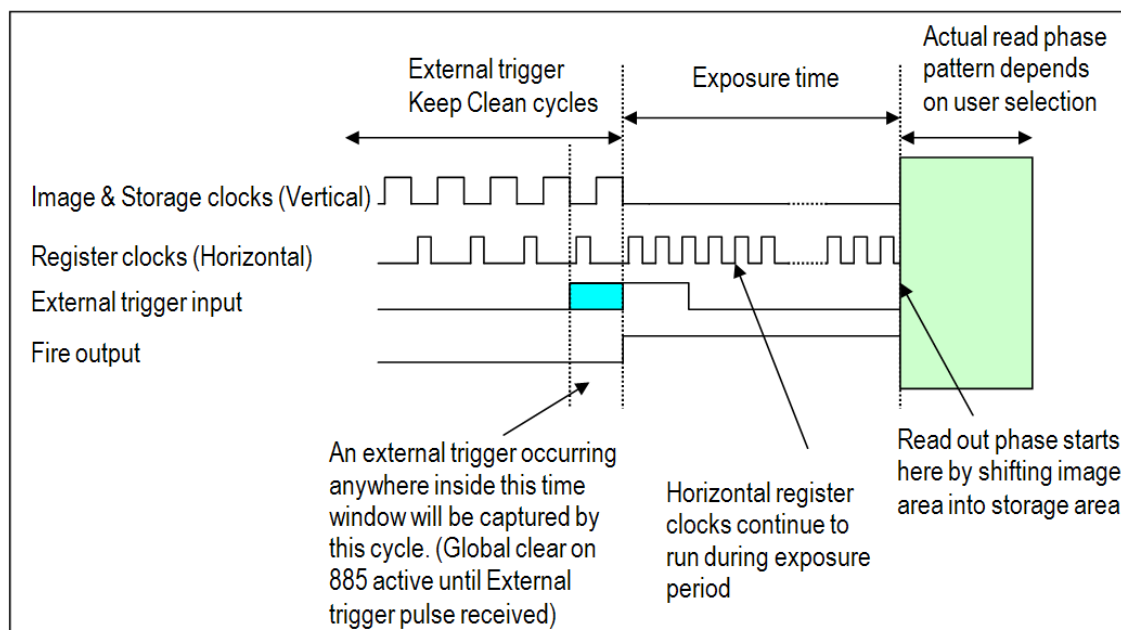 External trigger
Keep Clean cycles
Exposure time
Actual read phase
pattern depends
on user selection
Image & Storage clocks (Vertical)
Register clocks (Horizontal)
External trigger input
Fire output
An external trigger occurring
anywhere inside this time
window will be captured by
this cycle. (Global clear on
885 active until External
trigger pulse received)
Horizontal register
clocks continue to
run during exposure
period
Read out phase starts
here by shifting image
area into storage area